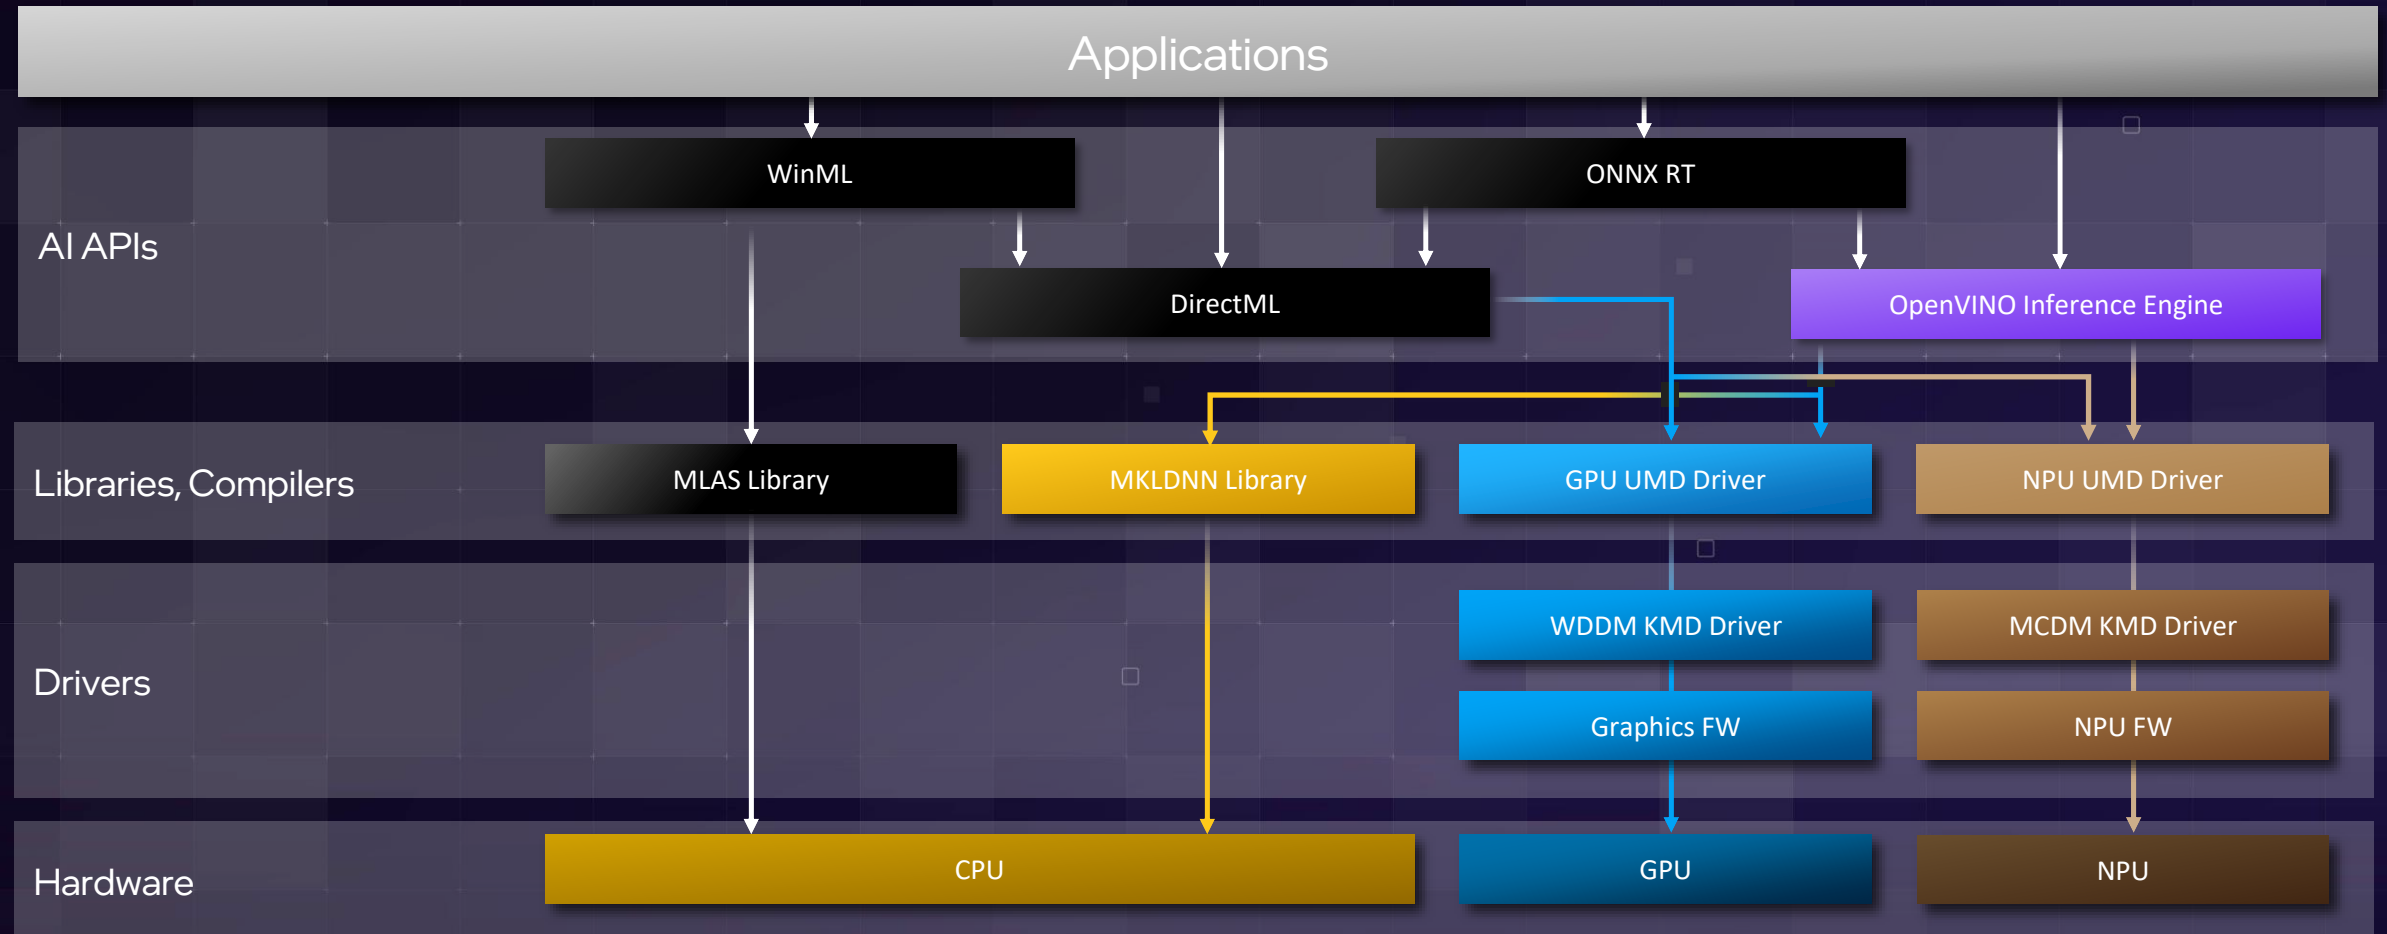 Applications
WinML
ONNX RT
AI APIs
DirectML
OpenVINO Inference Engine
Libraries, Compilers
MLAS Library
MKLDNN Library
GPU UMD Driver
NPU UMD Driver
WDDM KMD Driver
MCDM KMD Driver
Drivers
Graphics FW
NPU FW
Hardware
CPU
GPU
NPU